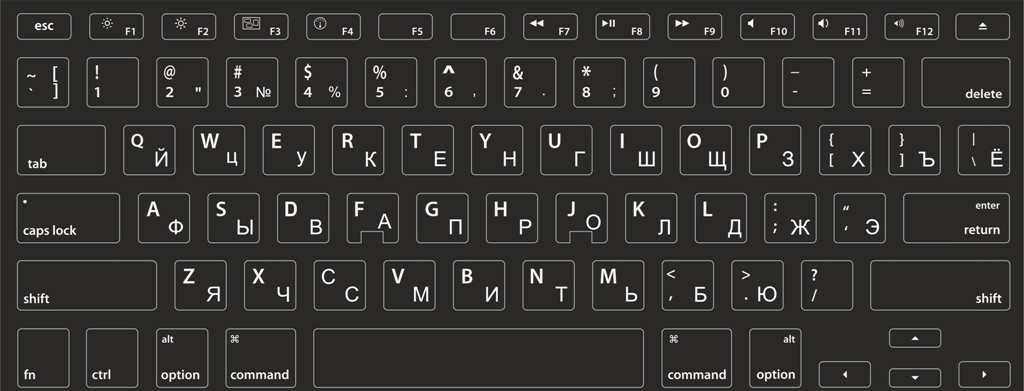 esc F1 F2 F3 F4 F5 F6 F7 F8 F9 F10 F11 F12
~ [ ! @ # $ % ^ & * ( ) – +
` ] 1 2 " 3 № 4 % 5 : 6 , 7 . 8 ; 9 0 - = delete
Q W E R T Y U I O P { } |
tab Й Ц У К Е Н Г Ш Щ З [ Х ] Ъ \ Ё
A S D F G H J K L : “ enter
caps lock Ф Ы В А П Р О Л Д ; Ж ‘ Э return
Z X C V B N M < > ?
shift Я Ч С М И Т Ь , Б . Ю / shift
alt ⌘ ⌘ alt
fn ctrl option command command option